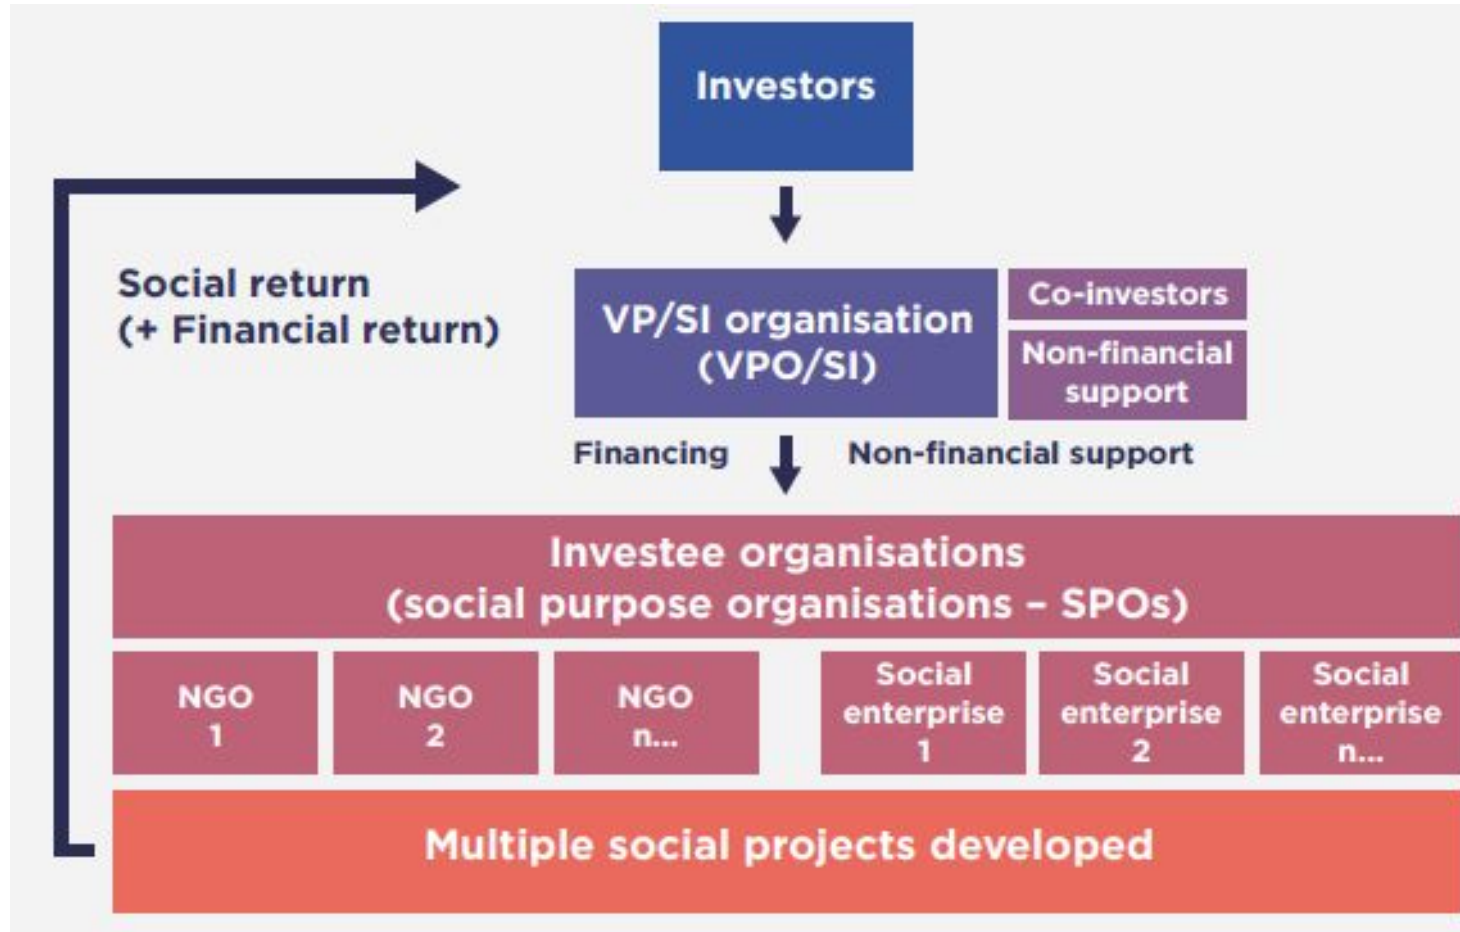 Investors
Social return
(+ Financial return)
VP/SI organisation
(VPO/SI)
Co-investors
Non-financial
support
Financing
Non-financial support
Investee organisations
(social purpose organisations – SPOs)
NGO
1
NGO
2
NGO
n...
Social
enterprise
1
Social
enterprise
2
Social
enterprise
n...
Multiple social projects developed